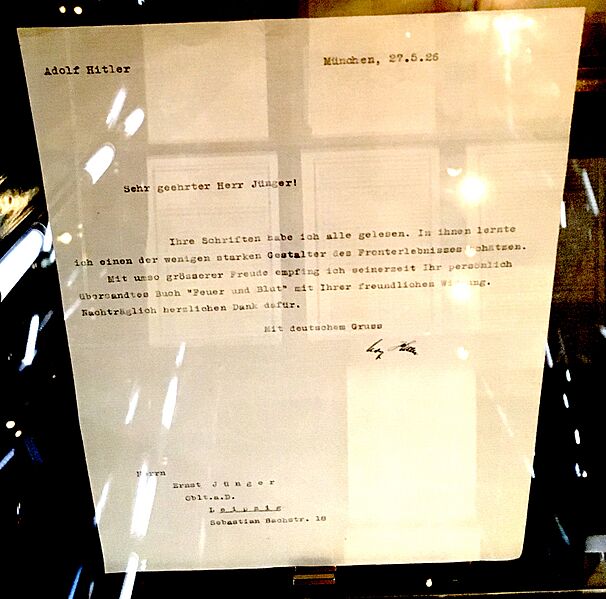 Adolf Hitler
München, 27.5.26
Sehr geehrter Herr Jünger!
Ihre Schriften habe ich alle gelesen. In ihnen lernte
ich einen der wenigen starken Gestalter des Fronterlebnisses schätzen.
Mit umso grösserer Freude empfing ich seinerzeit Ihr persönlich
übersandtes Buch "Feuer und Blut" mit Ihrer freundlichen Widmung.
Nachträglich herzlichen Dank dafür.
Mit deutschem Gruss
Herrn
Ernst Jünger
Oblt.a.D.
Leipzig
Sebastian Bachstr. 18